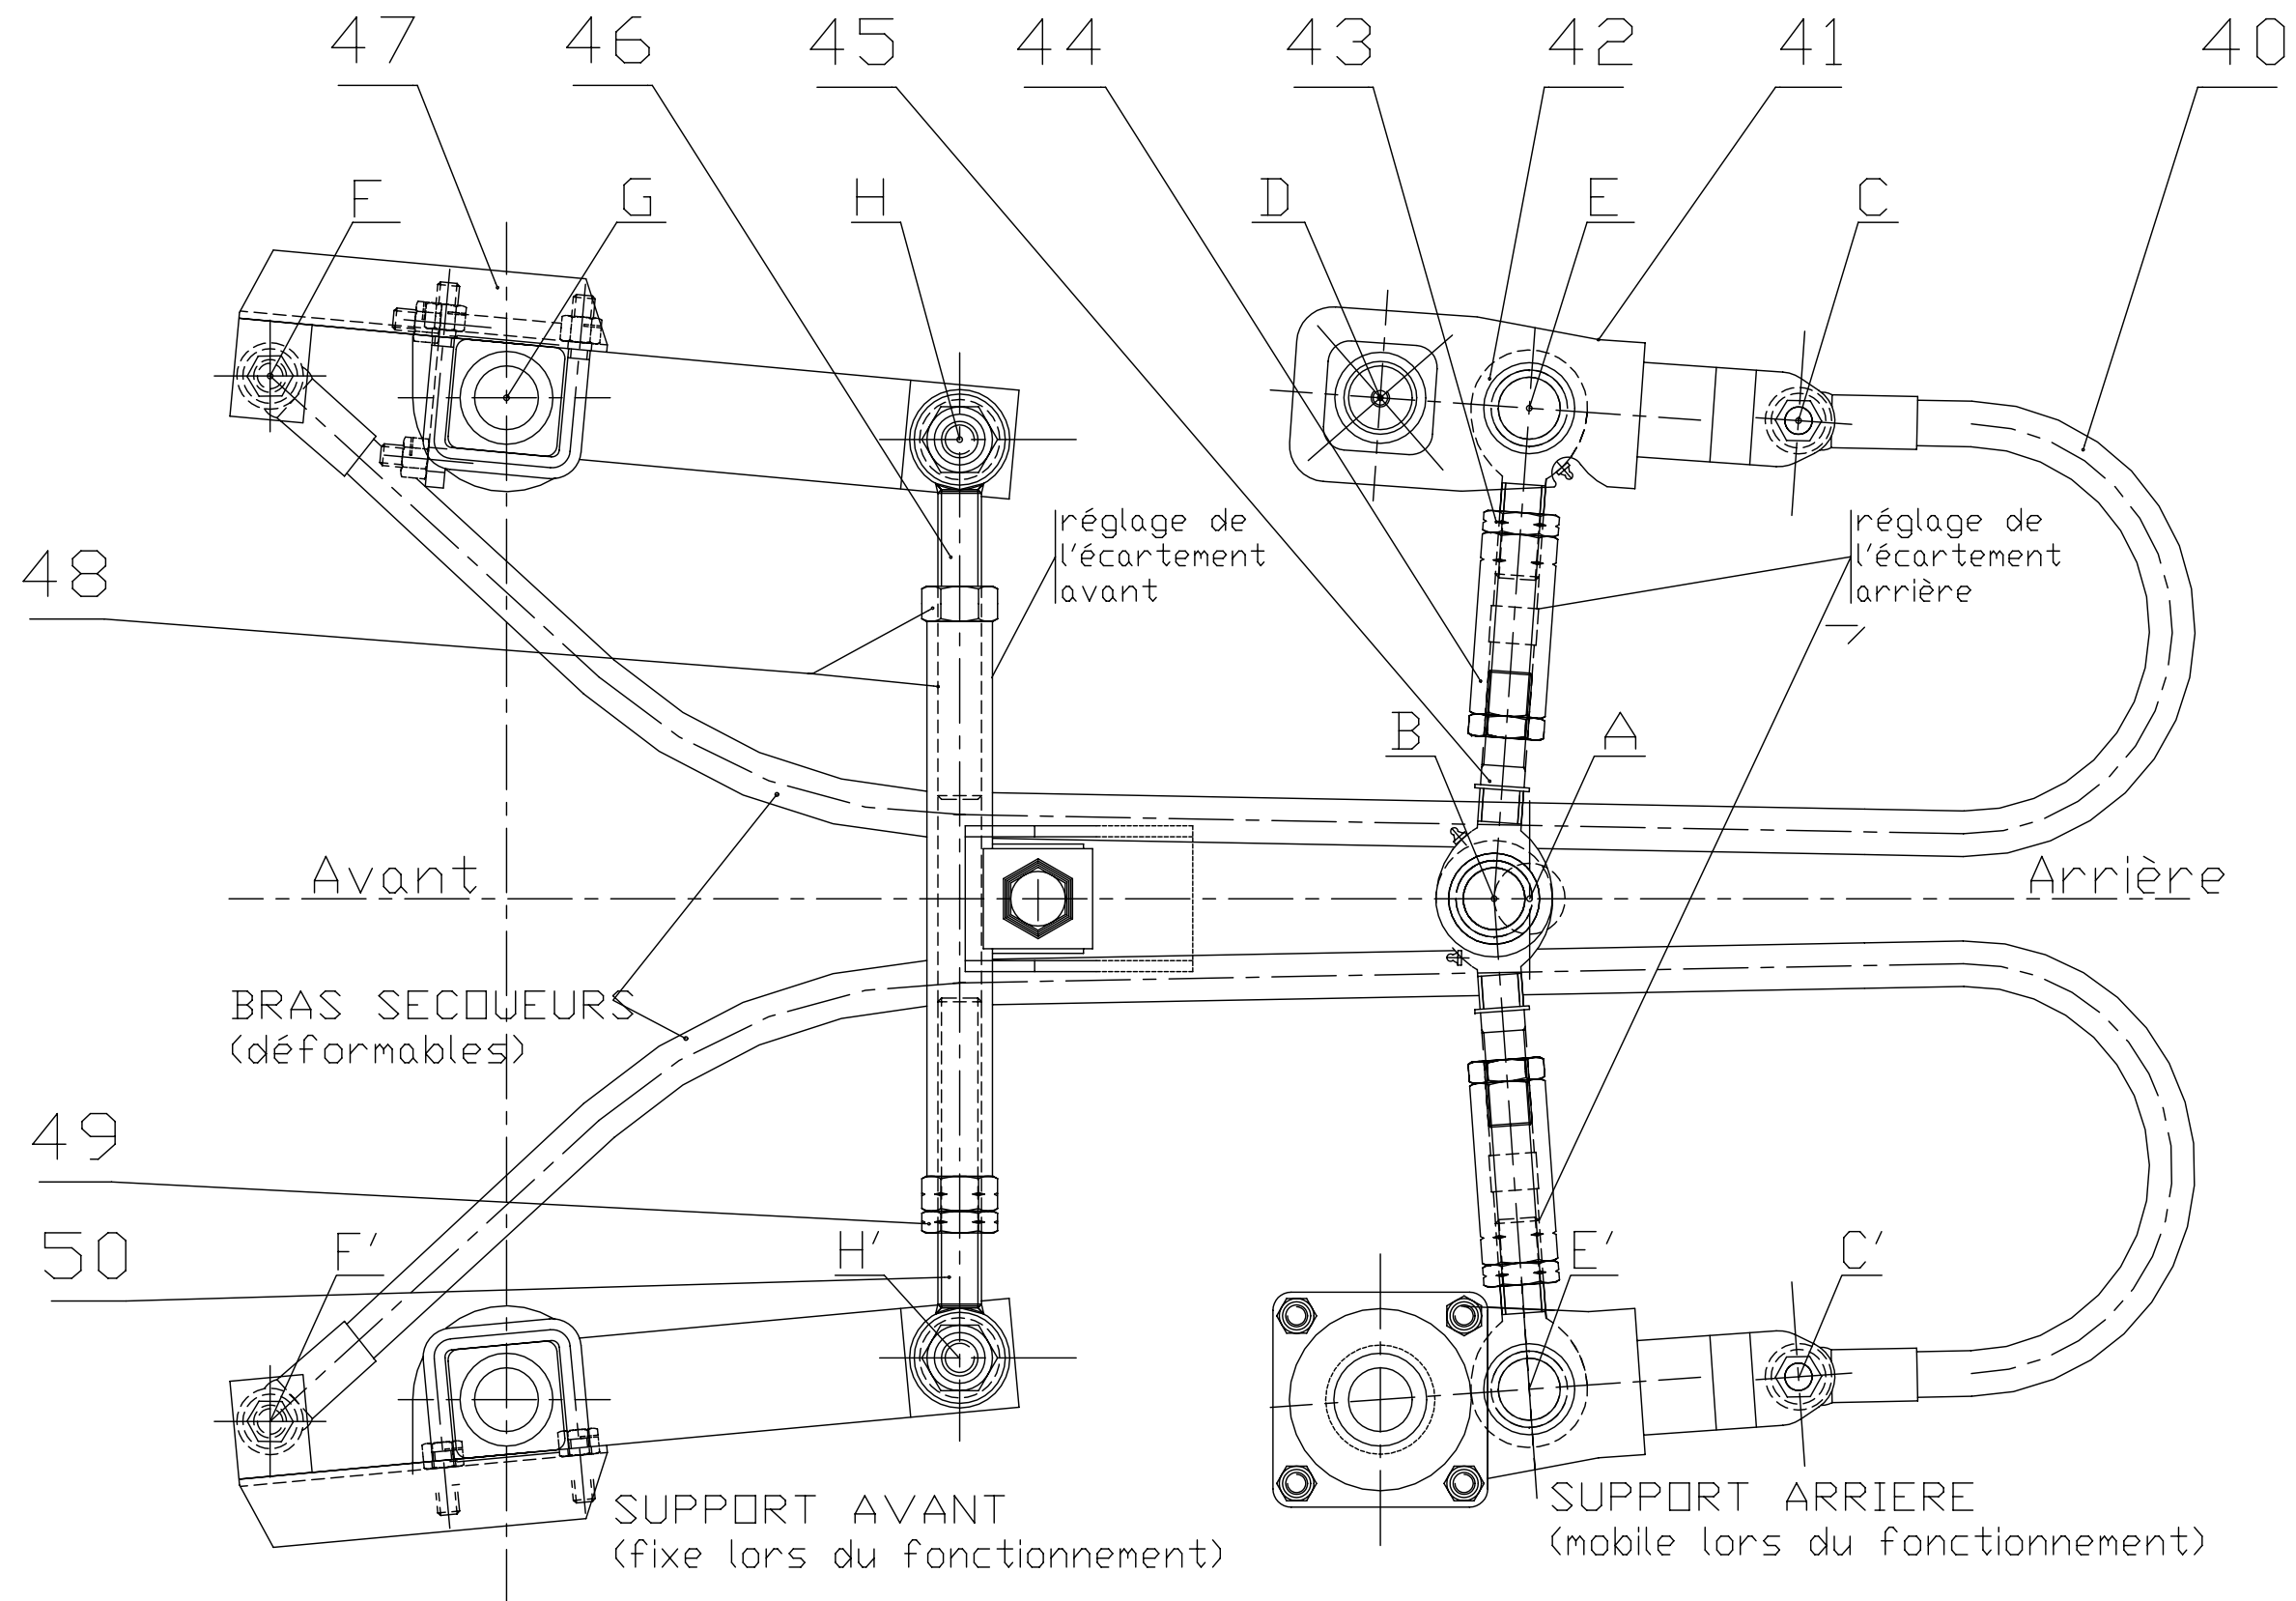 47
46
45
44
43
42
41
40
F
G
H
D
E
C
réglage de
l'écartement
avant
réglage de
l'écartement
arrière
48
B
A
Avant
Arrière
BRAS SECOUEURS
(déformables)
49
50
F'
H'
E'
C'
SUPPORT AVANT
(fixe lors du fonctionnement)
SUPPORT ARRIERE
(mobile lors du fonctionnement)